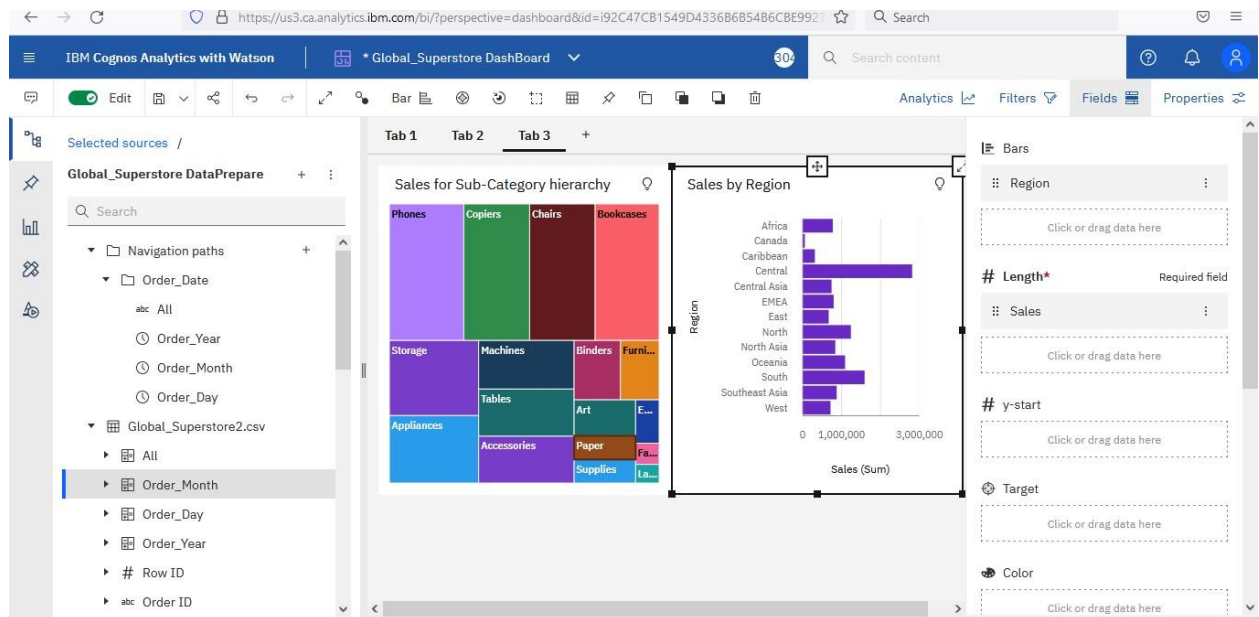 https://us3.ca.analytics.ibm.com/bi/?perspective=dashboard&id=i92C47CB1549D4336B6B54B6CBE992
Search
IBM Cognos Analytics with Watson
* Global_Superstore DashBoard
304
Search content
Edit
Bar
Analytics
Filters
Fields
Properties
Selected sources /
Global_Superstore DataPrepare
Search
Navigation paths
Order_Date
abc All
Order_Year
Order_Month
Order_Day
Global_Superstore2.csv
All
Order_Month
Order_Day
Order_Year
# Row ID
abc Order ID
Tab 1
Tab 2
Tab 3
+
Sales for Sub-Category hierarchy
Phones
Copiers
Chairs
Bookcases
Storage
Machines
Binders
Furni...
Tables
Art
E...
Appliances
Accessories
Paper
Fa...
Supplies
La...
Sales by Region
Region
Africa
Canada
Caribbean
Central
Central Asia
EMEA
East
North
North Asia
Oceania
South
Southeast Asia
West
0 1,000,000 3,000,000
Sales (Sum)
Bars
Region
Click or drag data here
# Length*
Required field
Sales
Click or drag data here
# y-start
Click or drag data here
Target
Click or drag data here
Color
Click or drag data here